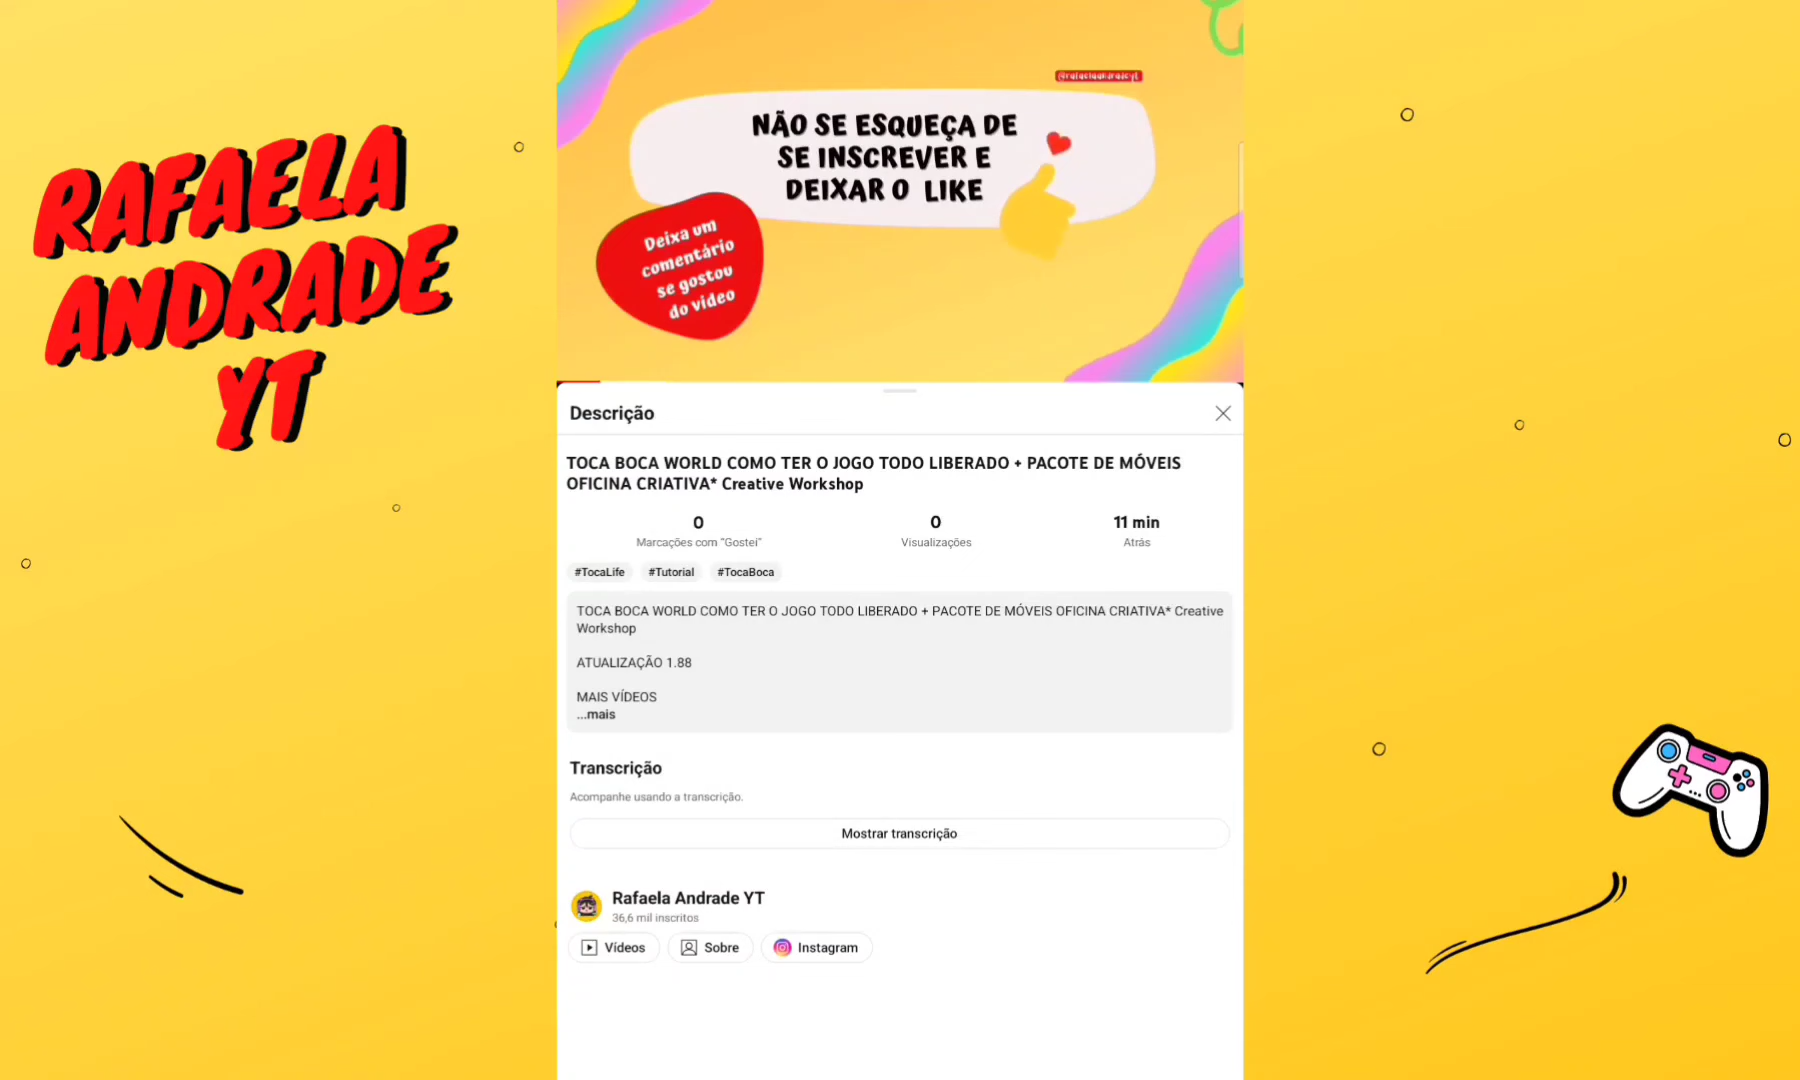 RAFAELA
ANDRADE
YT
@rafaelaandradeyt
NÃO SE ESQUEÇA DE
SE INSCREVER E
DEIXAR O LIKE
Deixa um
comentário
se gostou
do video
Descrição
TOCA BOCA WORLD COMO TER O JOGO TODO LIBERADO + PACOTE DE MÓVEIS
OFICINA CRIATIVA* Creative Workshop
0
Marcações com "Gostei"
0
Visualizações
11 min
Atrás
#TocaLife
#Tutorial
#TocaBoca
TOCA BOCA WORLD COMO TER O JOGO TODO LIBERADO + PACOTE DE MÓVEIS OFICINA CRIATIVA* Creative
Workshop
ATUALIZAÇÃO 1.88
MAIS VÍDEOS
...mais
Transcrição
Acompanhe usando a transcrição.
Mostrar transcrição
Rafaela Andrade YT
36,6 mil inscritos
Vídeos
Sobre
Instagram